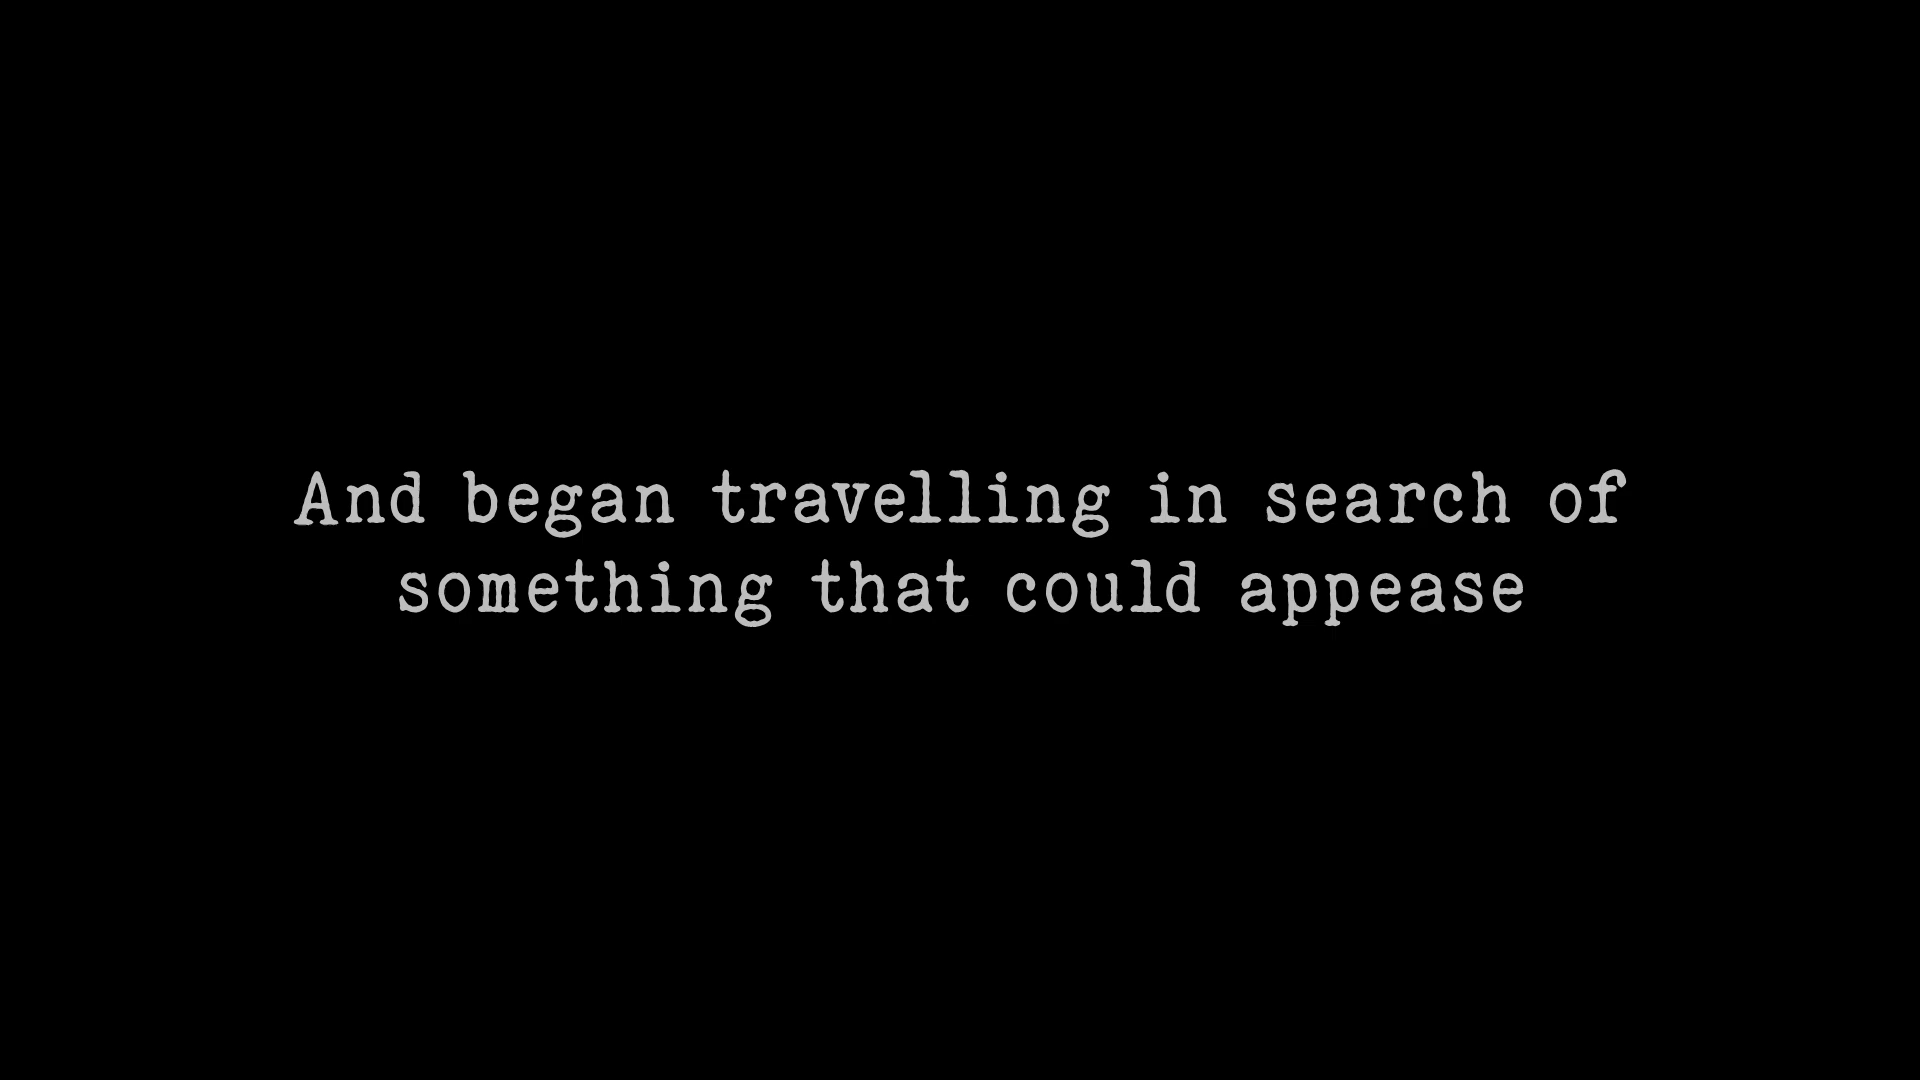 And began travelling in search of
something that could appease